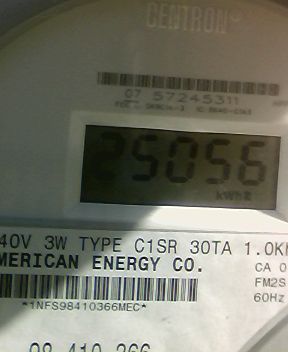 CENTRON
07 57245311
25056
kWh
40V 3W TYPE C1SR 30TA 1.0K
MERICAN ENERGY CO.
CA 0
FM2S
60Hz
*1NFS98410366MEC*
98 410 366